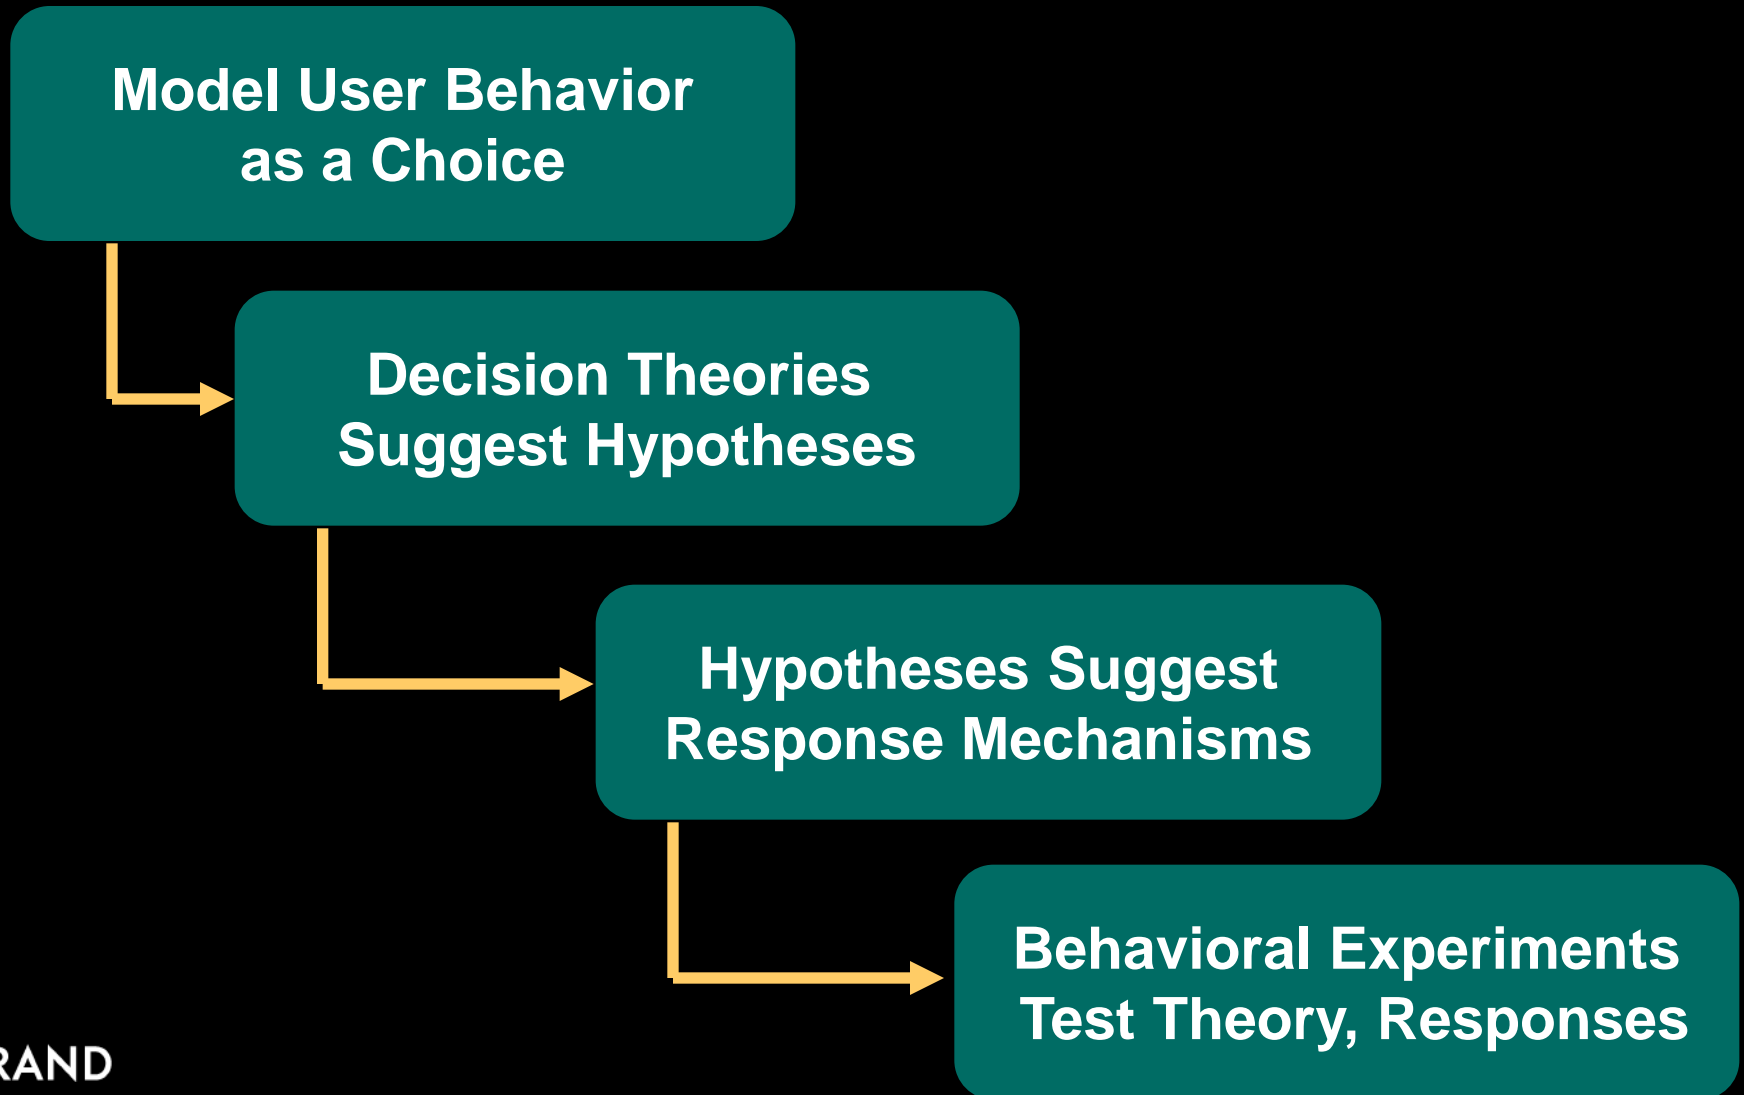 Model User Behavior
as a Choice
Decision Theories
Suggest Hypotheses
Hypotheses Suggest
Response Mechanisms
Behavioral Experiments
Test Theory, Responses
RAND